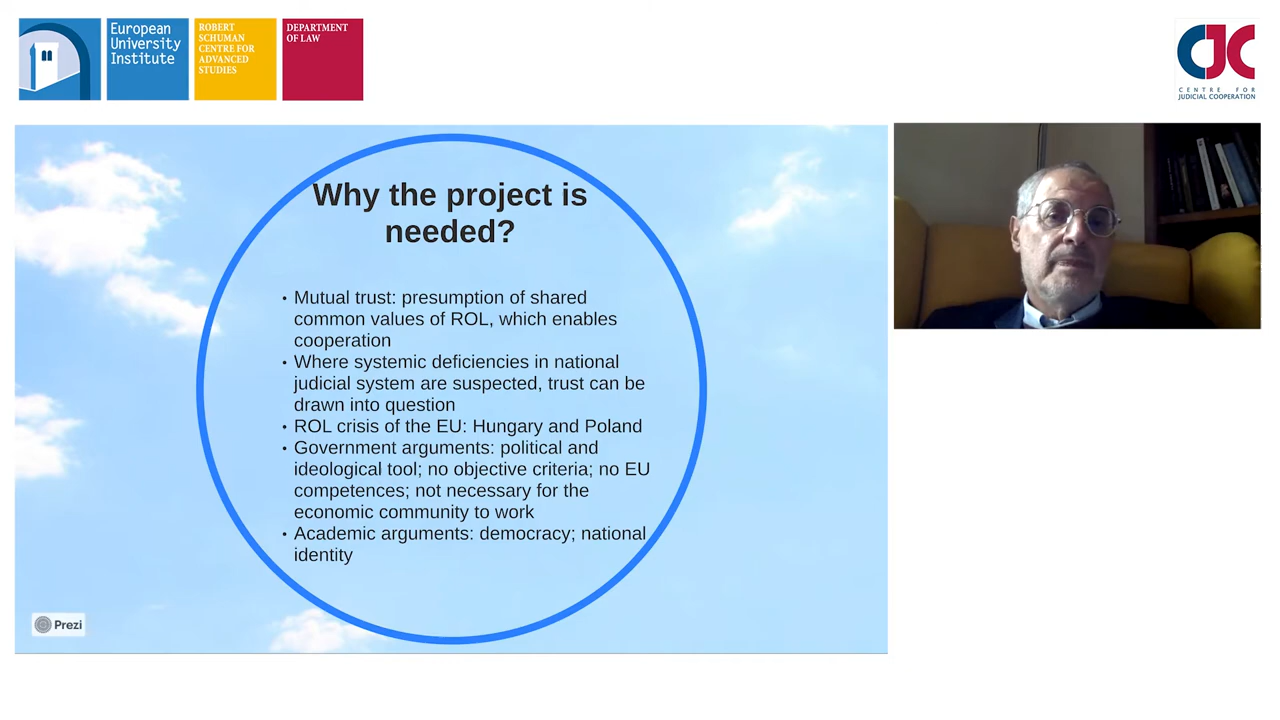 European
University
Institute
ROBERT
SCHUMAN
CENTRE FOR
ADVANCED
STUDIES
DEPARTMENT
OF LAW
CJC
CENTRE FOR
JUDICIAL COOPERATION
Why the project is
needed?
• Mutual trust: presumption of shared
common values of ROL, which enables
cooperation
• Where systemic deficiencies in national
judicial system are suspected, trust can be
drawn into question
• ROL crisis of the EU: Hungary and Poland
• Government arguments: political and
ideological tool; no objective criteria; no EU
competences; not necessary for the
economic community to work
• Academic arguments: democracy; national
identity
Prezi